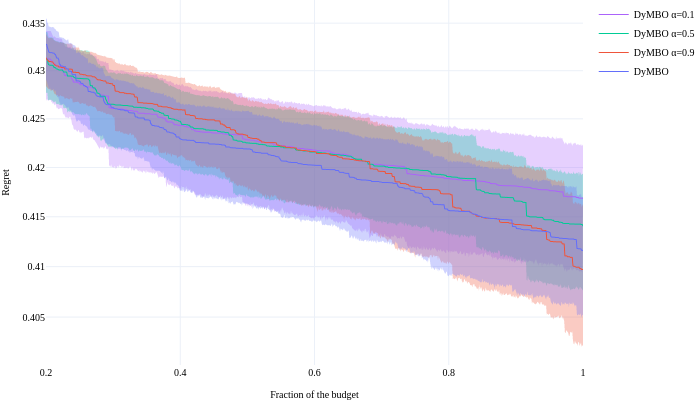 DyMBO α=0.1
DyMBO α=0.5
DyMBO α=0.9
DyMBO
0.435
0.43
0.425
0.42
0.415
0.41
0.405
Regret
0.2
0.4
0.6
0.8
1
Fraction of the budget